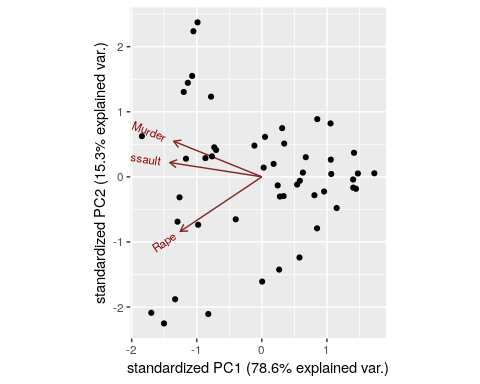 standardized PC2 (15.3% explained var.)
2
1
0
-1
-2
Murder
ssault
Rape
-2
-1
0
1
standardized PC1 (78.6% explained var.)